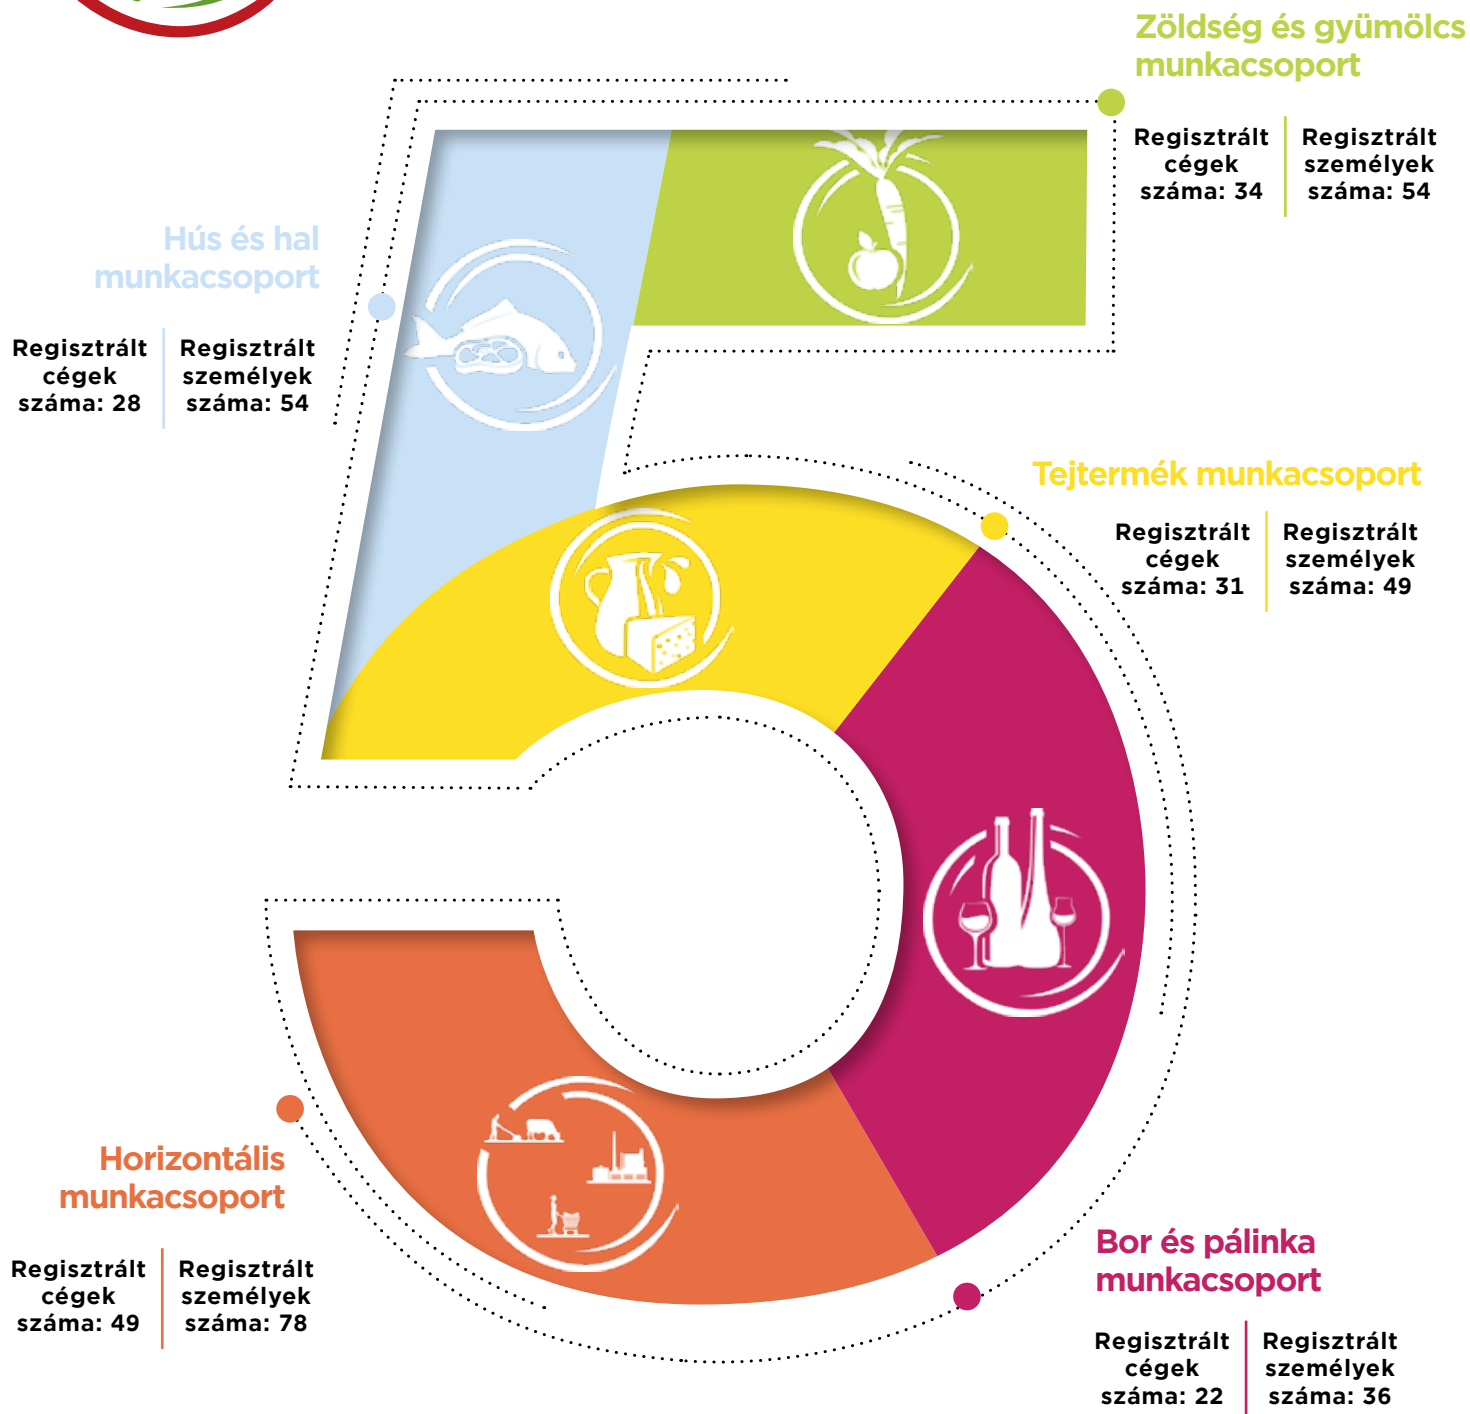 Zöldség és gyümölcs
munkacsoport
Regisztrált
cégek
száma: 34
Regisztrált
személyek
száma: 54
Hús és hal
munkacsoport
Regisztrált
cégek
száma: 28
Regisztrált
személyek
száma: 54
Tejtermék munkacsoport
Regisztrált
cégek
száma: 31
Regisztrált
személyek
száma: 49
Horizontális
munkacsoport
Regisztrált
cégek
száma: 49
Regisztrált
személyek
száma: 78
Bor és pálinka
munkacsoport
Regisztrált
cégek
száma: 22
Regisztrált
személyek
száma: 36